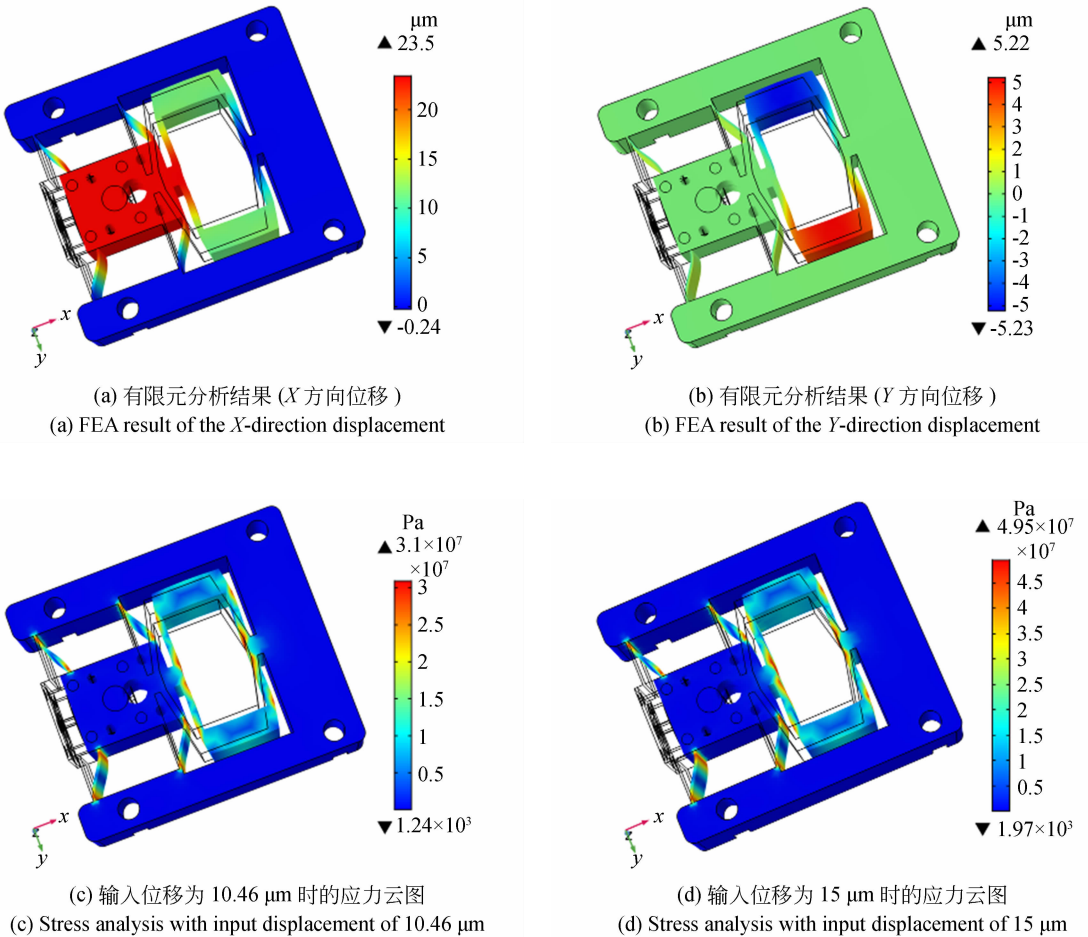 μm
▲ 23.5
20
15
10
5
0
▼ -0.24
x
y
z
(a) 有限元分析结果 (X 方向位移 )
(a) FEA result of the X-direction displacement
μm
▲ 5.22
5
4
3
2
1
0
-1
-2
-3
-4
-5
▼ -5.23
x
y
z
(b) 有限元分析结果 (Y 方向位移 )
(b) FEA result of the Y-direction displacement
Pa
▲ 3.1×10⁷
×10⁷
3
2.5
2
1.5
1
0.5
▼ 1.24×10³
x
y
z
(c) 输入位移为 10.46 μm 时的应力云图
(c) Stress analysis with input displacement of 10.46 μm
Pa
▲ 4.95×10⁷
×10⁷
4.5
4
3.5
3
2.5
2
1.5
1
0.5
▼ 1.97×10³
x
y
z
(d) 输入位移为 15 μm 时的应力云图
(d) Stress analysis with input displacement of 15 μm